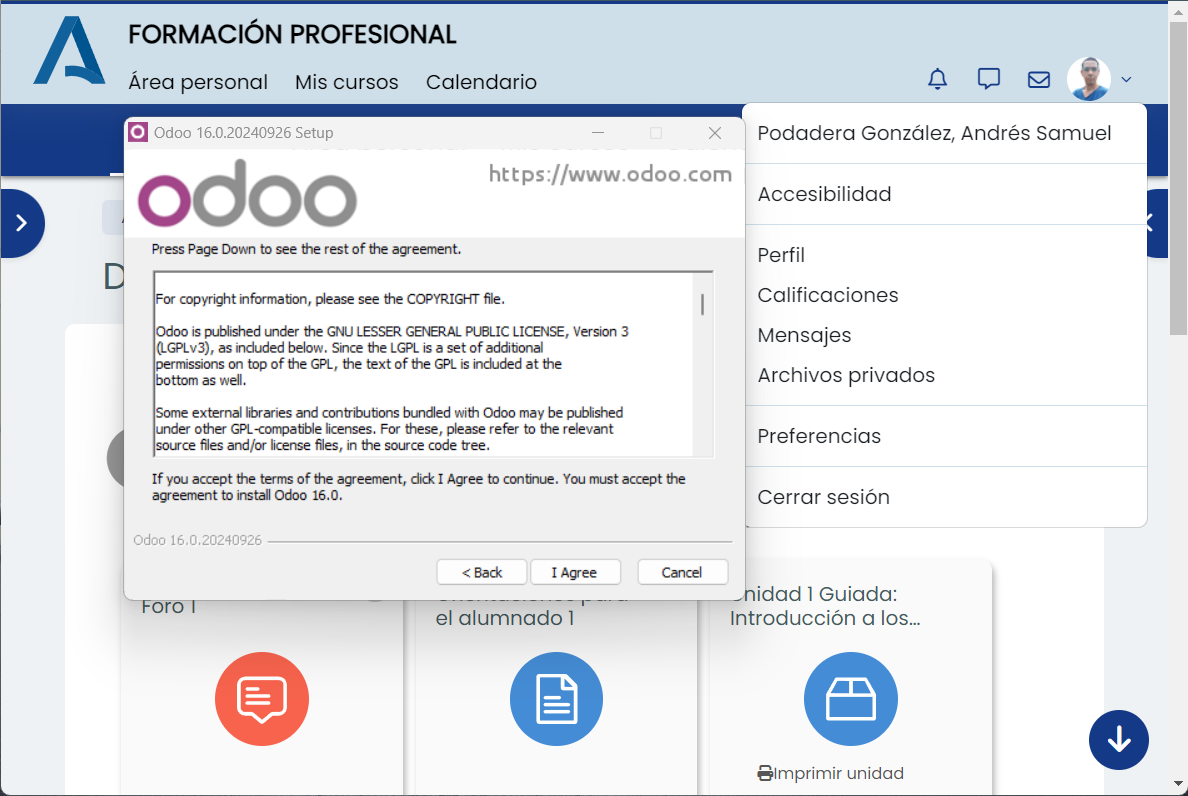 FORMACIÓN PROFESIONAL
Área personal Mis cursos Calendario
Podadera González, Andrés Samuel
Accesibilidad
Perfil
Calificaciones
Mensajes
Archivos privados
Preferencias
Cerrar sesión
Odoo 16.0.20240926 Setup
odoo
https://www.odoo.com
Press Page Down to see the rest of the agreement.
For copyright information, please see the COPYRIGHT file.
Odoo is published under the GNU LESSER GENERAL PUBLIC LICENSE, Version 3
(LGPLv3), as included below. Since the LGPL is a set of additional
permissions on top of the GPL, the text of the GPL is included at the
bottom as well.
Some external libraries and contributions bundled with Odoo may be published
under other GPL-compatible licenses. For these, please refer to the relevant
source files and/or license files, in the source code tree.
If you accept the terms of the agreement, click I Agree to continue. You must accept the
agreement to install Odoo 16.0.
Odoo 16.0.20240926
< Back I Agree Cancel
D
Foro 1
Orientaciones para
el alumnado 1
Unidad 1 Guiada:
Introducción a los...
Imprimir unidad